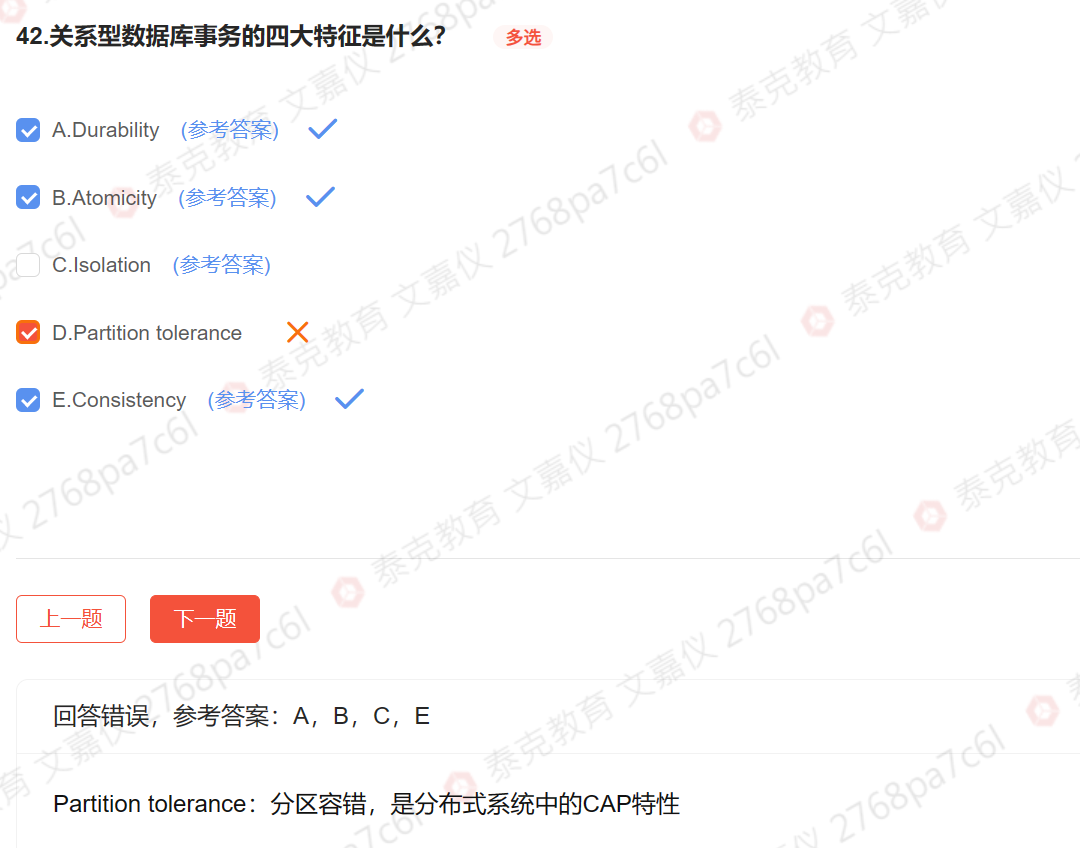 42.关系型数据库事务的四大特征是什么? 多选
A.Durability (参考答案)
B.Atomicity (参考答案)
C.Isolation (参考答案)
D.Partition tolerance
E.Consistency (参考答案)
上一题 下一题
回答错误，参考答案：A，B，C，E
Partition tolerance：分区容错，是分布式系统中的CAP特性
泰克教育 文嘉仪 2768pa7c6l